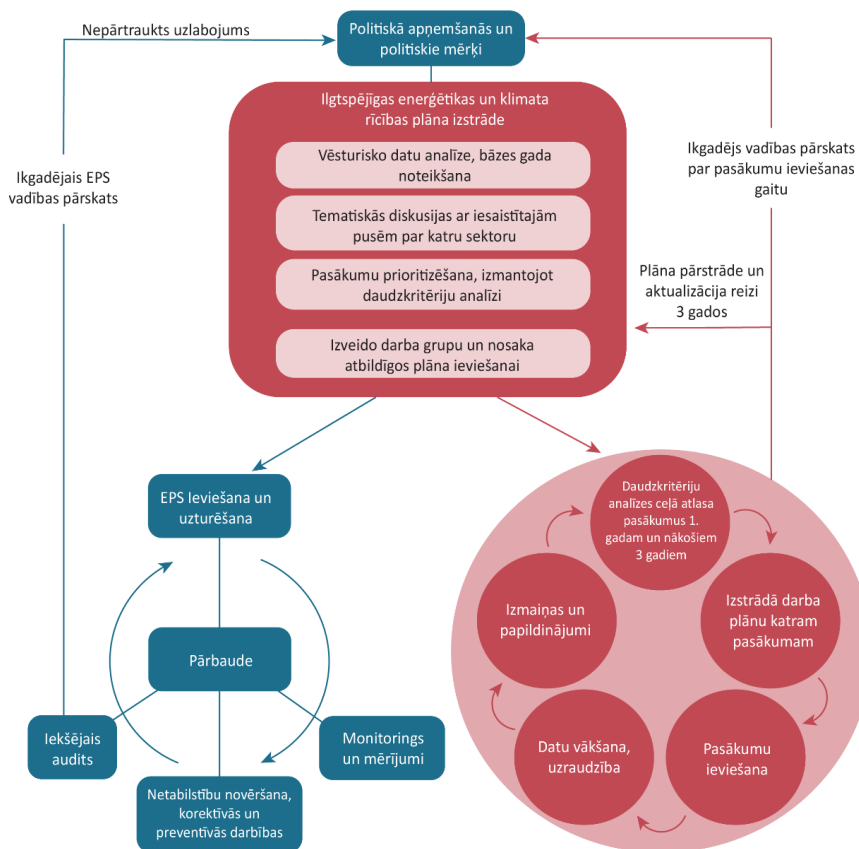 Nepārtraukts uzlabojums
Politiskā apņemšanās un
politiskie mērķi
Ilgtspējīgas enerģētikas un klimata
rīcības plāna izstrāde
Vēsturisko datu analīze, bāzes gada
noteikšana
Tematiskās diskusijas ar iesaistītajām
pusēm par katru sektoru
Pasākumu prioritizēšana, izmantojot
daudzkritēriju analīzi
Izveido darba grupu un nosaka
atbildīgos plāna ieviešanai
Ikgadējais EPS
vadības pārskats
Ikgadējs vadības pārskats
par pasākumu ieviešanas
gaitu
Plāna pārstrāde un
aktualizācija reizi
3 gados
EPS Ieviešana un
uzturēšana
Pārbaude
Iekšējais
audits
Monitorings
un mērījumi
Netabilstību novēršana,
korektīvās un
preventīvās darbības
Daudzkritēriju
analīzes ceļā atlasa
pasākumus 1.
gadam un nākošiem
3 gadiem
Izstrādā darba
plānu katram
pasākumam
Pasākumu
ieviešana
Datu vākšana,
uzraudzība
Izmaiņas un
papildinājumi